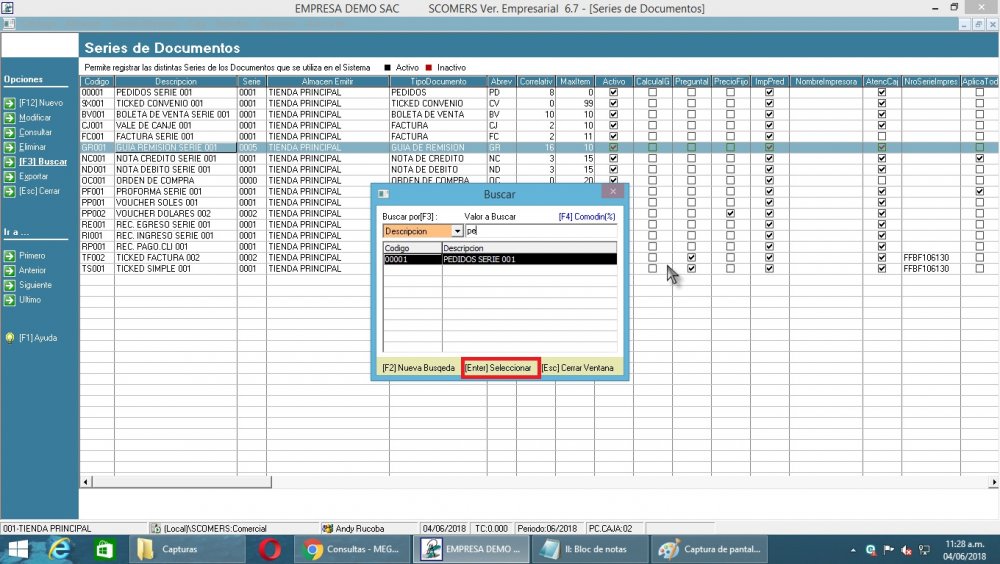 EMPRESA DEMO SAC SCOMERS Ver. Empresarial 6.7 - [Series de Documentos]
Series de Documentos
Permite registrar las distintas Series de los Documentos que se utiliza en el Sistema Activo Inactivo
Opciones
[F12] Nuevo
Modificar
Consultar
Eliminar
[F3] Buscar
Exportar
[Esc] Cerrar
Ir a ...
Primero
Anterior
Siguiente
Ultimo
[F1] Ayuda
Codigo Descripcion Serie Almacen Emitir TipoDocumento Abrev Correlativ MaxItem Activo CalculaIG Preguntal PrecioFijo ImpPred NombreImpresora AtencCaj NroSerieImpres AplicaTod
00001 PEDIDOS SERIE 001 0001 TIENDA PRINCIPAL PEDIDOS PD 8 0
9X001 TICKED CONVENIO 001 0001 TIENDA PRINCIPAL TICKED CONVENIO CV 0 99
BV001 BOLETA DE VENTA SERIE 001 0001 TIENDA PRINCIPAL BOLETA DE VENTA BV 10 10
CJ001 VALE DE CANJE 001 0001 TIENDA PRINCIPAL FACTURA CJ 2 10
FC001 FACTURA SERIE 001 0001 TIENDA PRINCIPAL FACTURA FC 2 11
GR001 GUIA REMISION SERIE 001 0005 TIENDA PRINCIPAL GUIA DE REMISION GR 16 10
NC001 NOTA CREDITO SERIE 001 0001 TIENDA PRINCIPAL NOTA DE CREDITO NC 3 15
ND001 NOTA DEBITO SERIE 001 0001 TIENDA PRINCIPAL NOTA DE DEBITO ND 3 15
OC001 ORDEN DE COMPRA 0000 TIENDA PRINCIPAL ORDEN DE COMPRA OC 0 20
PF001 PROFORMA SERIE 001 0001 TIENDA PRINCIPAL
PP001 VOUCHER SOLES 001 0001 TIENDA PRINCIPAL
PP002 VOUCHER DOLARES 002 0002 TIENDA PRINCIPAL
RE001 REC. EGRESO SERIE 001 0001 TIENDA PRINCIPAL
RI001 REC. INGRESO SERIE 001 0001 TIENDA PRINCIPAL
RP001 REC. PAGO.CLI 001 0001 TIENDA PRINCIPAL
TF002 TICKED FACTURA 002 0002 TIENDA PRINCIPAL FFBF106130
TS001 TICKED SIMPLE 001 0001 TIENDA PRINCIPAL FFBF106130
Buscar
Buscar por[F3] : Valor a Buscar [F4] Comodin(%)
Descripcion pe
Codigo Descripcion
00001 PEDIDOS SERIE 001
[F2] Nueva Busqeda [Enter] Seleccionar [Esc] Cerrar Ventana
001-TIENDA PRINCIPAL (Local)\SCOMERS:Comercial Andy Rucoba 04/06/2018 TC:0.000 Periodo:06/2018 PC.CAJA:02
Capturas Consultas - MEG... EMPRESA DEMO ... II: Bloc de notas Captura de pantal...
11:28 a.m.
04/06/2018